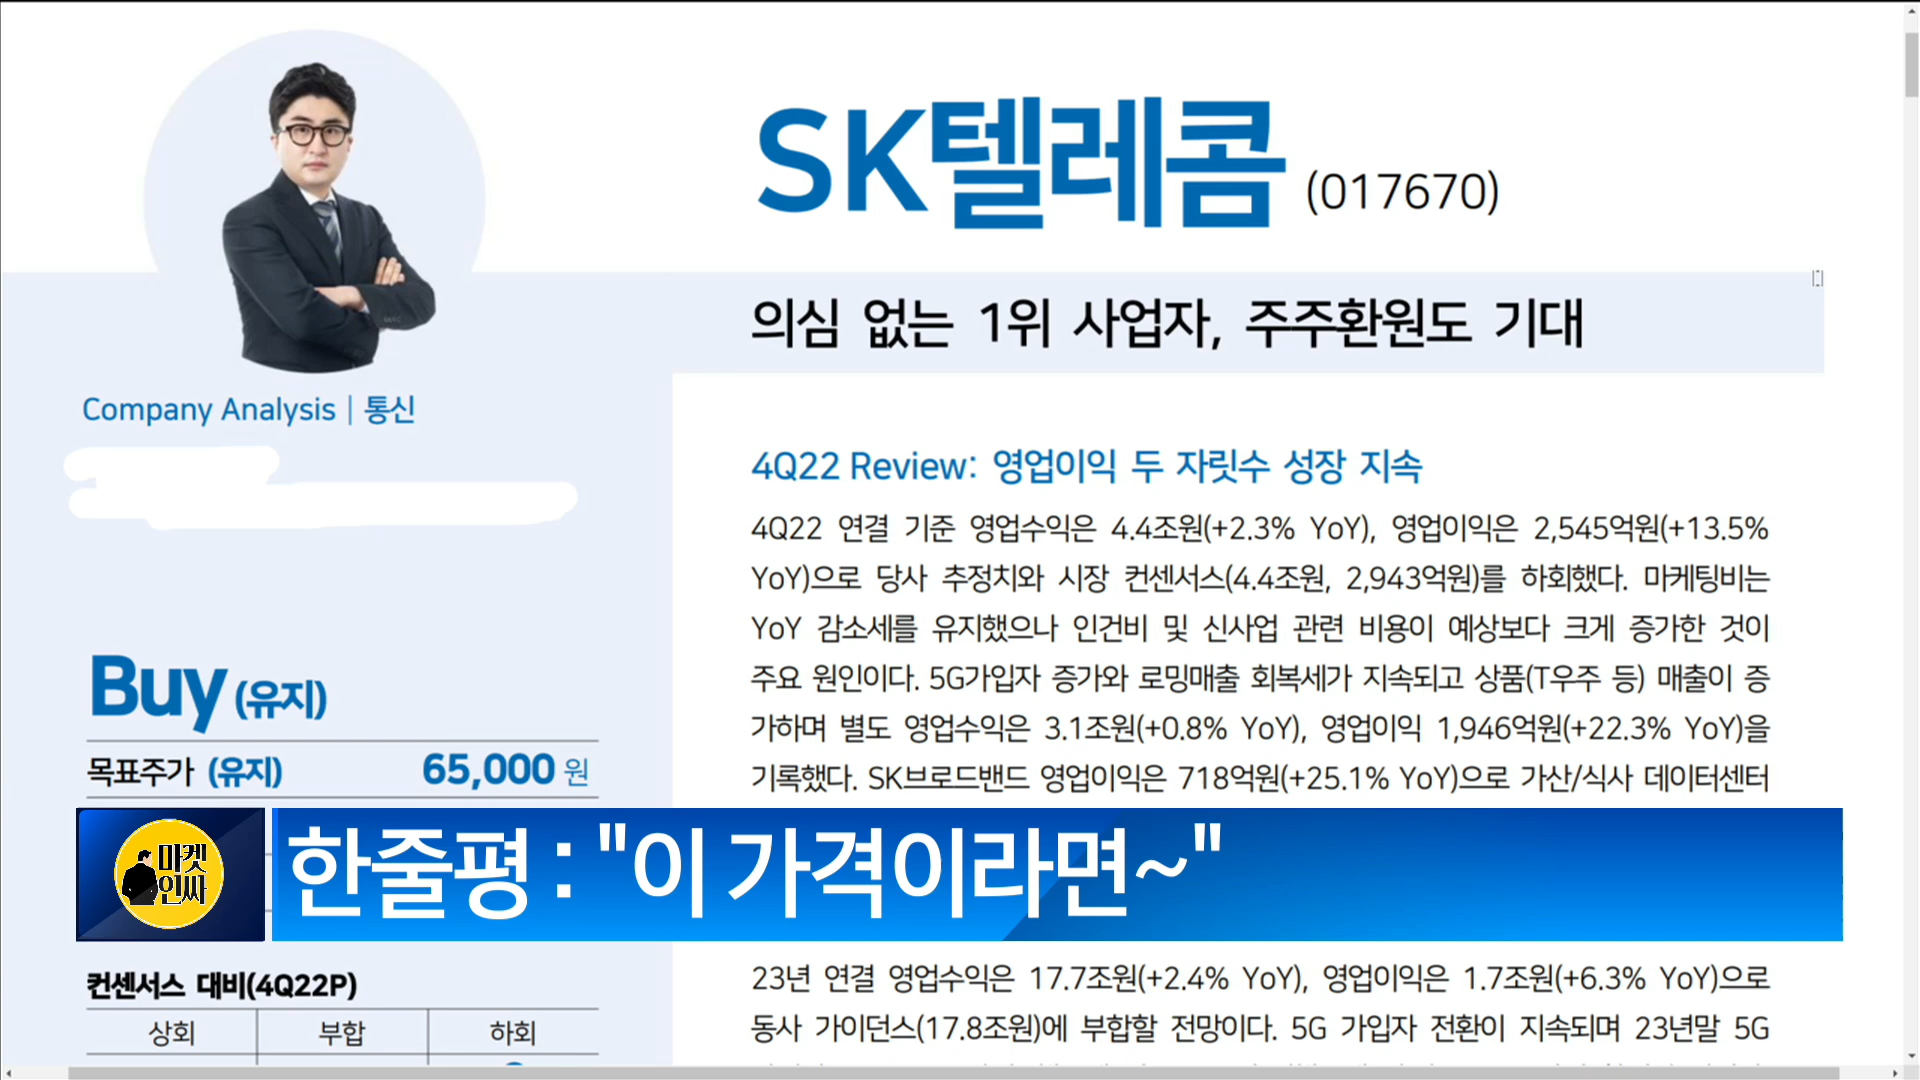 SK텔레콤 (017670)
의심 없는 1위 사업자, 주주환원도 기대
Company Analysis | 통신
Buy (유지)
목표주가 (유지) 65,000 원
4Q22 Review: 영업이익 두 자릿수 성장 지속
4Q22 연결 기준 영업수익은 4.4조원(+2.3% YoY), 영업이익은 2,545억원(+13.5%
YoY)으로 당사 추정치와 시장 컨센서스(4.4조원, 2,943억원)를 하회했다. 마케팅비는
YoY 감소세를 유지했으나 인건비 및 신사업 관련 비용이 예상보다 크게 증가한 것이
주요 원인이다. 5G가입자 증가와 로밍매출 회복세가 지속되고 상품(T우주 등) 매출이 증
가하며 별도 영업수익은 3.1조원(+0.8% YoY), 영업이익 1,946억원(+22.3% YoY)을
기록했다. SK브로드밴드 영업이익은 718억원(+25.1% YoY)으로 가산/식사 데이터센터
마켓
인싸
한줄평 : "이 가격이라면~"
컨센서스 대비(4Q22P)
상회 부합 하회
23년 연결 영업수익은 17.7조원(+2.4% YoY), 영업이익은 1.7조원(+6.3% YoY)으로
동사 가이던스(17.8조원)에 부합할 전망이다. 5G 가입자 전환이 지속되며 23년말 5G